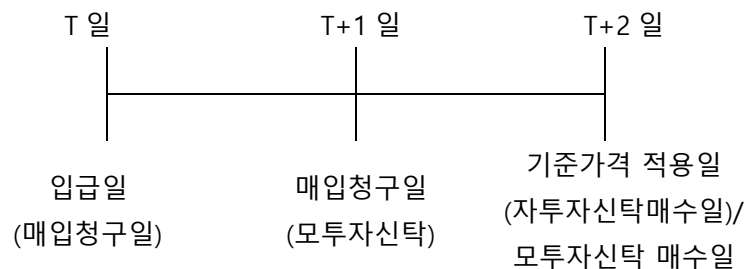 T 일
T+1 일
T+2 일
입급일
(매입청구일)
매입청구일
(모투자신탁)
기준가격 적용일
(자투자신탁매수일)/
모투자신탁 매수일